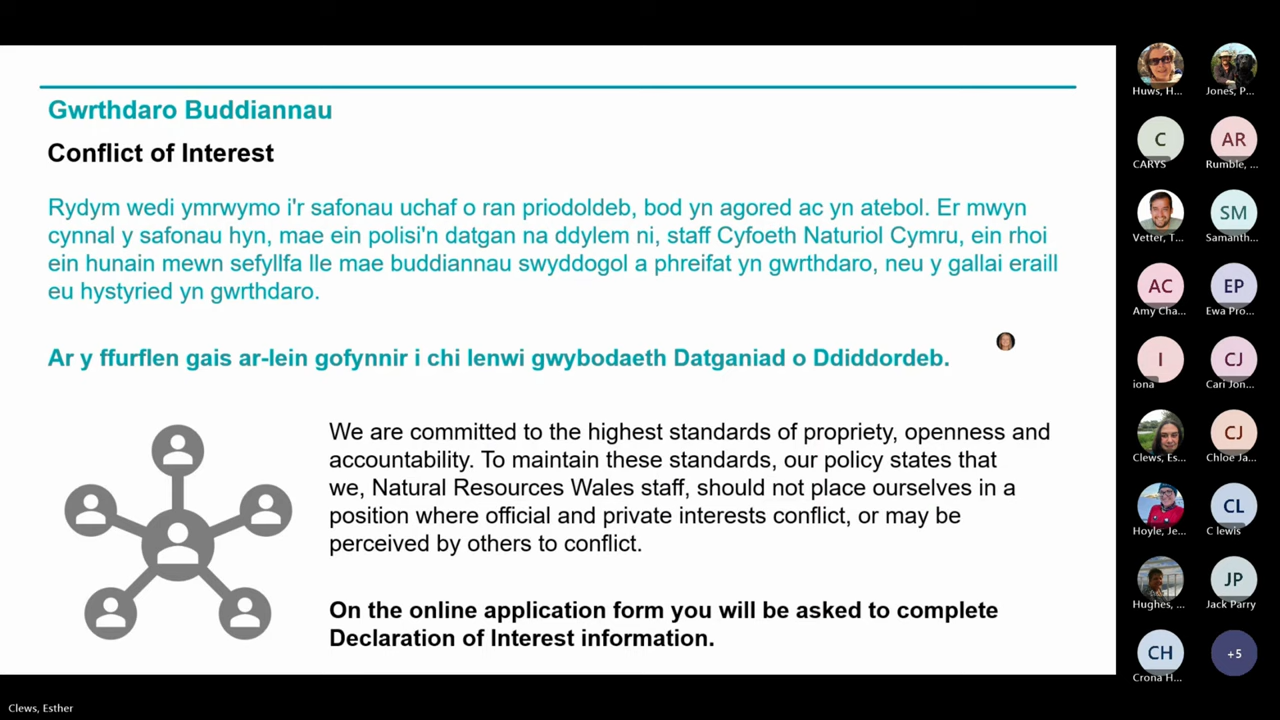 Gwrthdaro Buddiannau
Conflict of Interest
Rydym wedi ymrwymo i'r safonau uchaf o ran priodoldeb, bod yn agored ac yn atebol. Er mwyn
cynnal y safonau hyn, mae ein polisi'n datgan na ddylem ni, staff Cyfoeth Naturiol Cymru, ein rhoi
ein hunain mewn sefyllfa lle mae buddiannau swyddogol a phreifat yn gwrthdaro, neu y gallai eraill
eu hystyried yn gwrthdaro.
Ar y ffurflen gais ar-lein gofynnir i chi lenwi gwybodaeth Datganiad o Ddiddordeb.
We are committed to the highest standards of propriety, openness and
accountability. To maintain these standards, our policy states that
we, Natural Resources Wales staff, should not place ourselves in a
position where official and private interests conflict, or may be
perceived by others to conflict.
On the online application form you will be asked to complete
Declaration of Interest information.
Huws, H...
Jones, P...
C
CARYS
AR
Rumble, ...
Vetter, T...
SM
Samanth...
AC
Amy Cha...
EP
Ewa Pro...
I
iona
CJ
Cari Jon...
Clews, Es...
CJ
Chloe Ja...
Hoyle, Je...
CL
C lewis
Hughes, ...
JP
Jack Parry
CH
Crona H...
+5
Clews, Esther